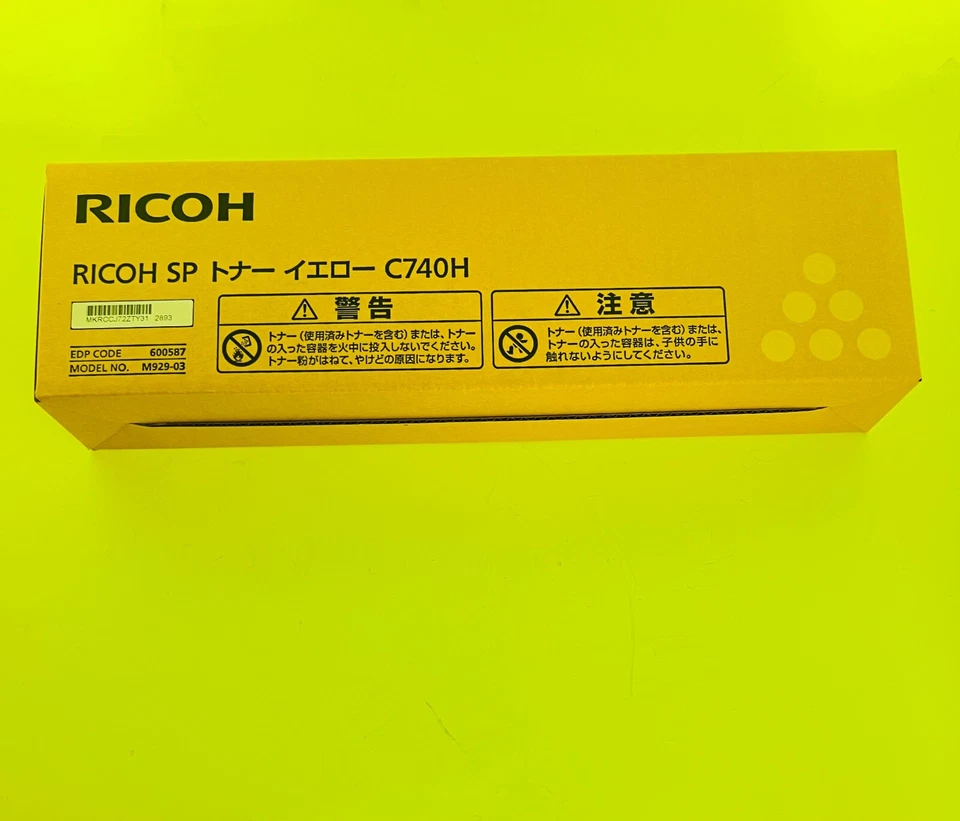 RICOH
RICOH SP トナー イエロー C740H
MKROCJ72ZTY31 2893
EDP CODE 600587
MODEL NO. M929-03
警告
トナー(使用済みトナーを含む)または、トナー
の入った容器を火中に投入しないでください。
トナー粉がはねて、やけどの原因になります。
注意
トナー(使用済みトナーを含む)または、
トナーの入った容器は、子供の手に
触れないようにしてください。